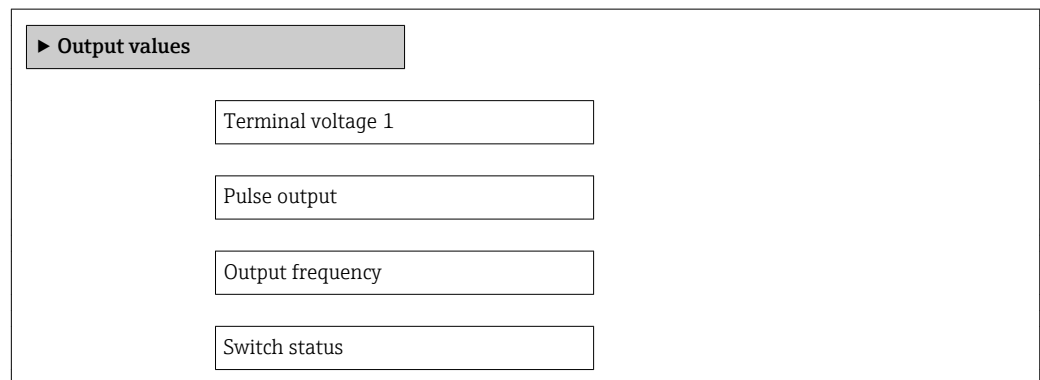 ▶ Output values
Terminal voltage 1
Pulse output
Output frequency
Switch status